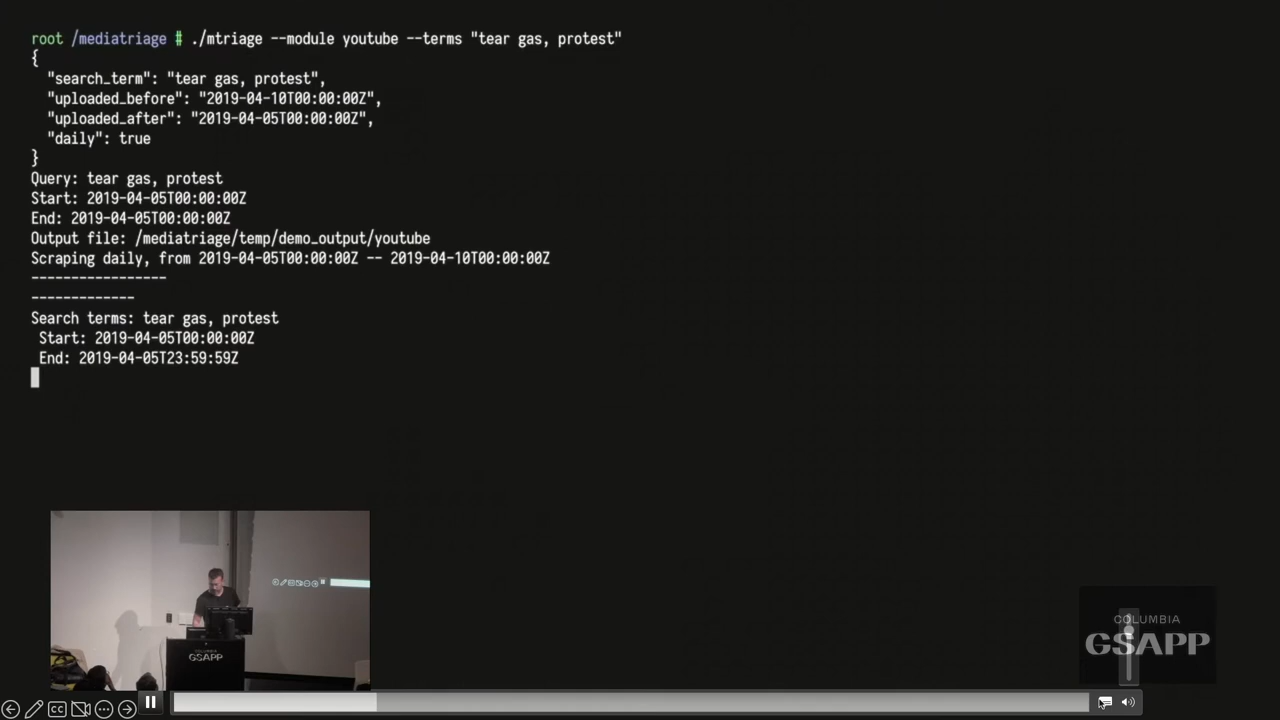 root /mediatriage # ./mtriage --module youtube --terms "tear gas, protest"
{
"search_term": "tear gas, protest",
"uploaded_before": "2019-04-10T00:00:00Z",
"uploaded_after": "2019-04-05T00:00:00Z",
"daily": true
}
Query: tear gas, protest
Start: 2019-04-05T00:00:00Z
End: 2019-04-05T00:00:00Z
Output file: /mediatriage/temp/demo_output/youtube
Scraping daily, from 2019-04-05T00:00:00Z -- 2019-04-10T00:00:00Z
-----------------
-------------
Search terms: tear gas, protest
Start: 2019-04-05T00:00:00Z
End: 2019-04-05T23:59:59Z
COLUMBIA
GSAPP
COLUMBIA
GSAPP
CC